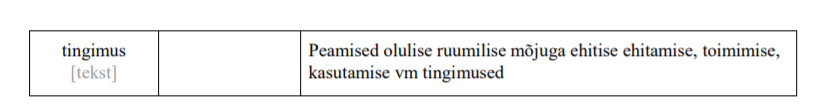 tingimus
[tekst]
Peamised olulise ruumilise mõjuga ehitise ehitamise, toimimise,
kasutamise vm tingimused